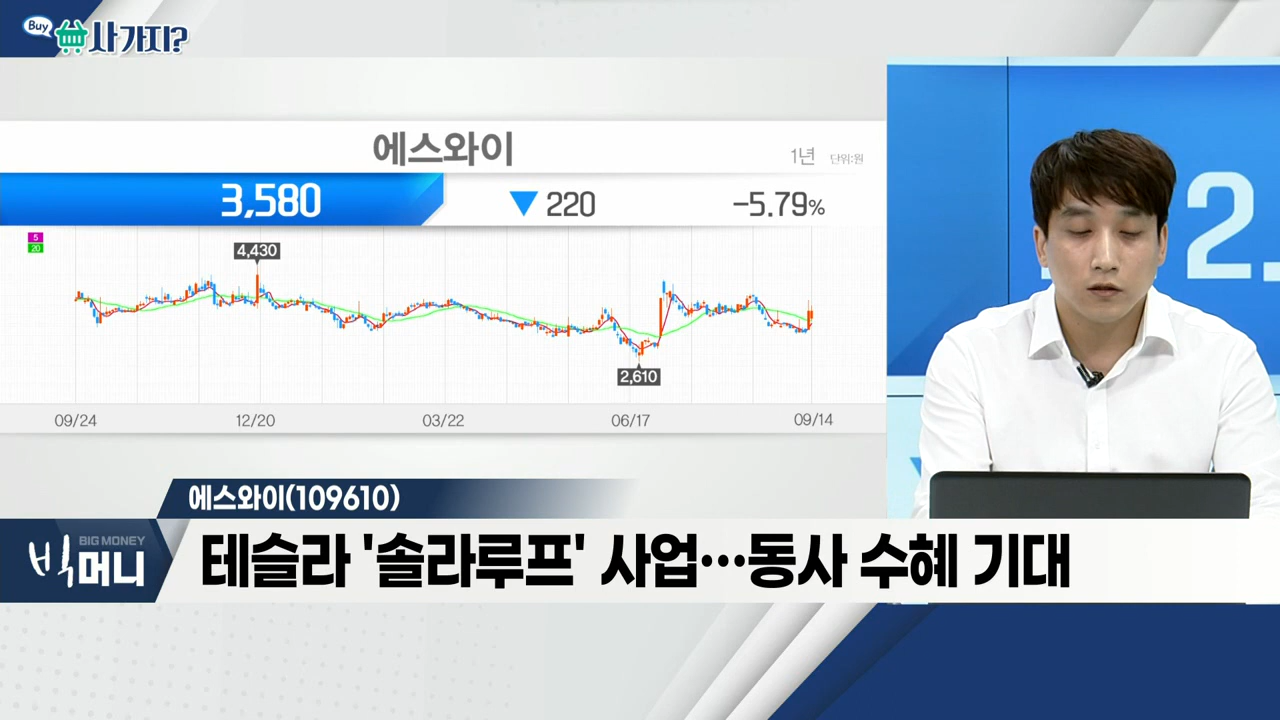 Buy
사가지?
에스와이
1년 단위:원
3,580 ▼ 220 -5.79%
5
20
4,430
2,610
09/24 12/20 03/22 06/17 09/14
2.
에스와이(109610)
BIG MONEY
빅머니
테슬라 '솔라루프' 사업…동사 수혜 기대